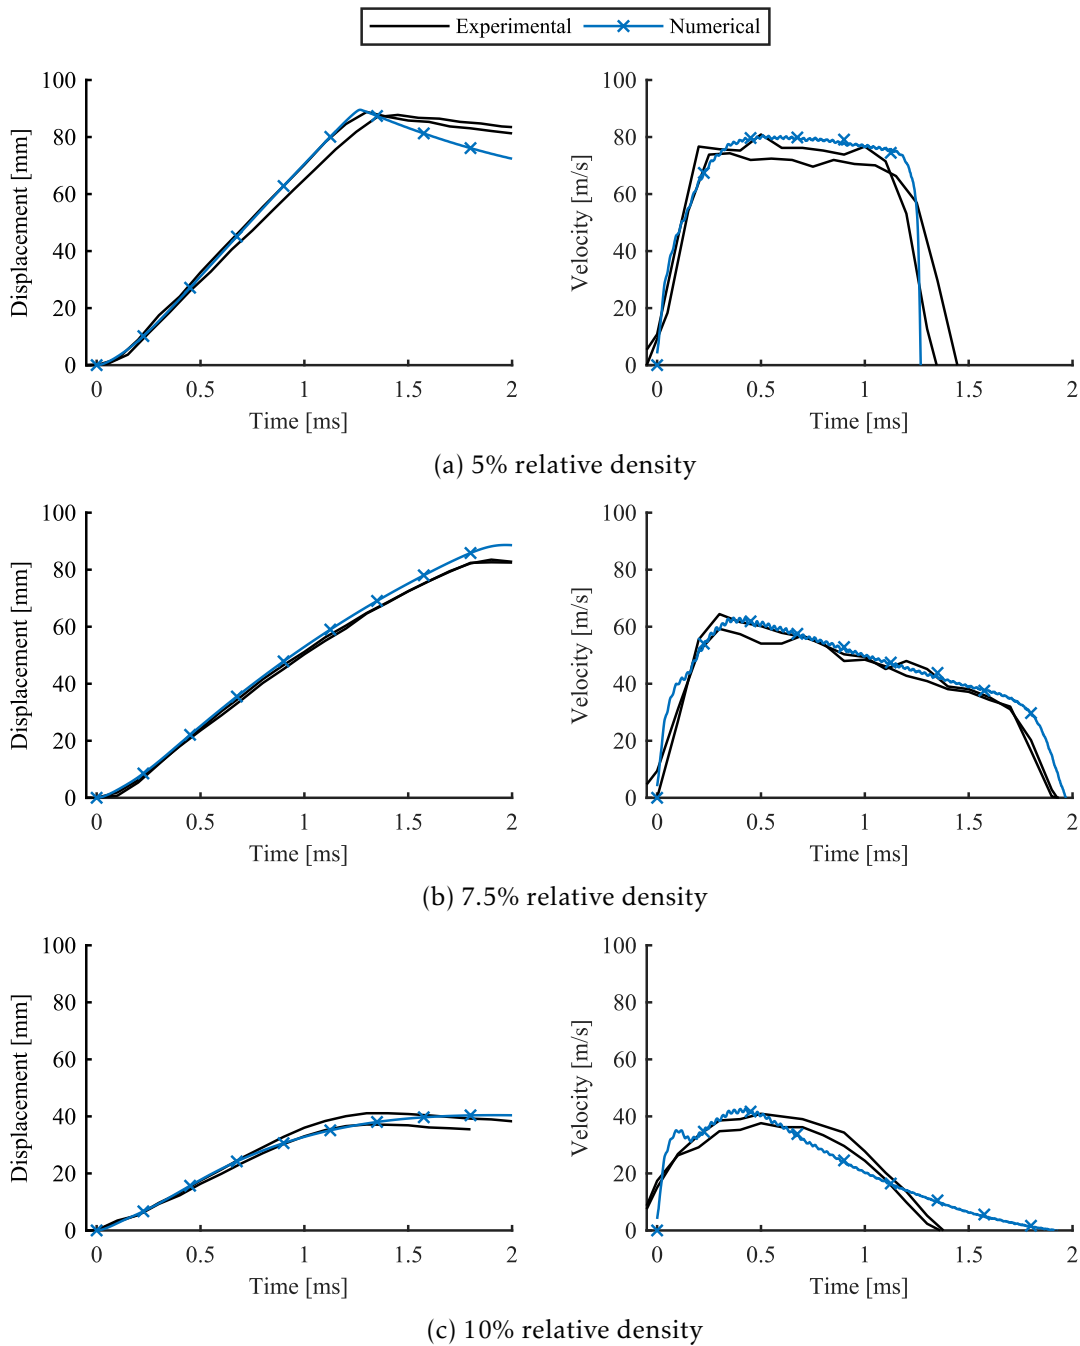 Experimental Numerical
100
80
60
40
20
0
Displacement [mm]
0 0.5 1 1.5 2
Time [ms]
100
80
60
40
20
0
Velocity [m/s]
0 0.5 1 1.5 2
Time [ms]
(a) 5% relative density
100
80
60
40
20
0
Displacement [mm]
0 0.5 1 1.5 2
Time [ms]
100
80
60
40
20
0
Velocity [m/s]
0 0.5 1 1.5 2
Time [ms]
(b) 7.5% relative density
100
80
60
40
20
0
Displacement [mm]
0 0.5 1 1.5 2
Time [ms]
100
80
60
40
20
0
Velocity [m/s]
0 0.5 1 1.5 2
Time [ms]
(c) 10% relative density